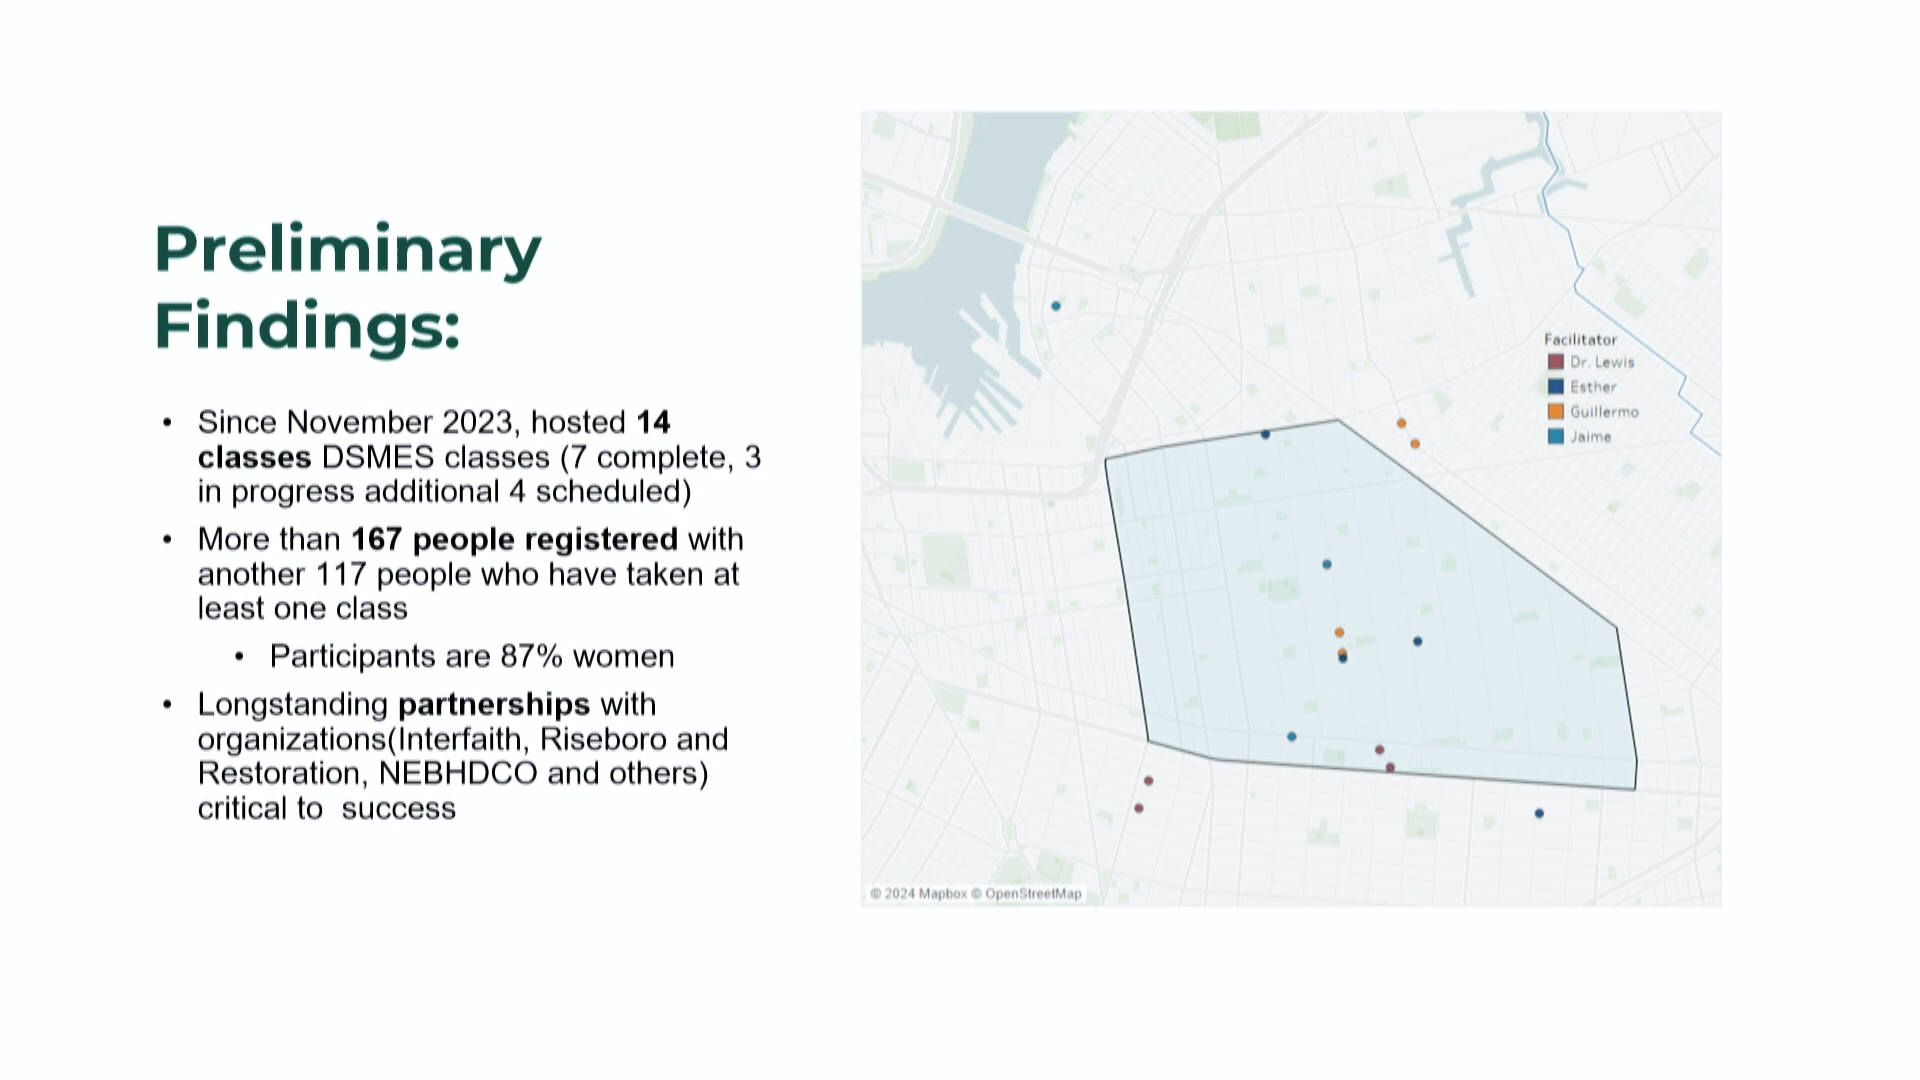 Preliminary
Findings:
• Since November 2023, hosted 14
classes DSMES classes (7 complete, 3
in progress additional 4 scheduled)
• More than 167 people registered with
another 117 people who have taken at
least one class
• Participants are 87% women
• Longstanding partnerships with
organizations(Interfaith, Riseboro and
Restoration, NEBHDCO and others)
critical to  success
Facilitator
Dr. Lewis
Esther
Guillermo
Jaime
© 2024 Mapbox © OpenStreetMap